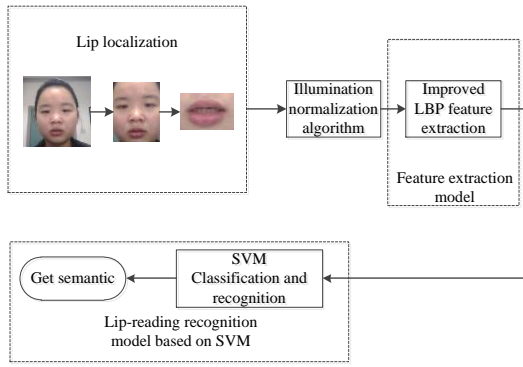 Lip localization
Illumination
normalization
algorithm
Improved
LBP feature
extraction
Feature extraction
model
Get semantic
SVM
Classification and
recognition
Lip-reading recognition
model based on SVM